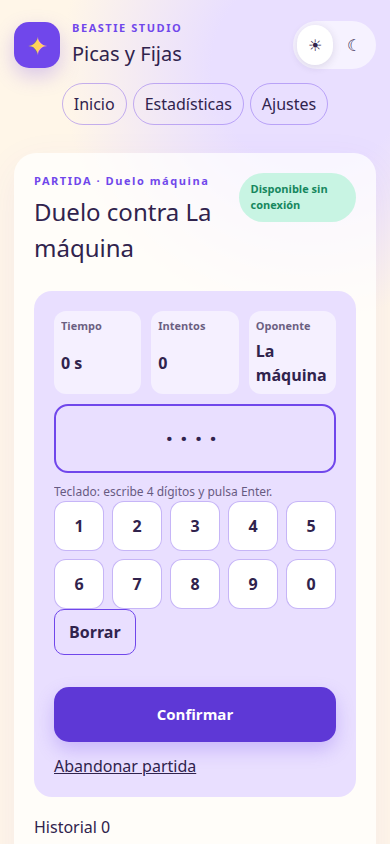 BEASTIE STUDIO
Picas y Fijas
Inicio
Estadísticas
Ajustes
PARTIDA · Duelo máquina
Duelo contra La
máquina
Disponible sin
conexión
Tiempo
0 s
Intentos
0
Oponente
La
máquina
• • • •
Teclado: escribe 4 dígitos y pulsa Enter.
1 2 3 4 5
6 7 8 9 0
Borrar
Confirmar
Abandonar partida
Historial 0